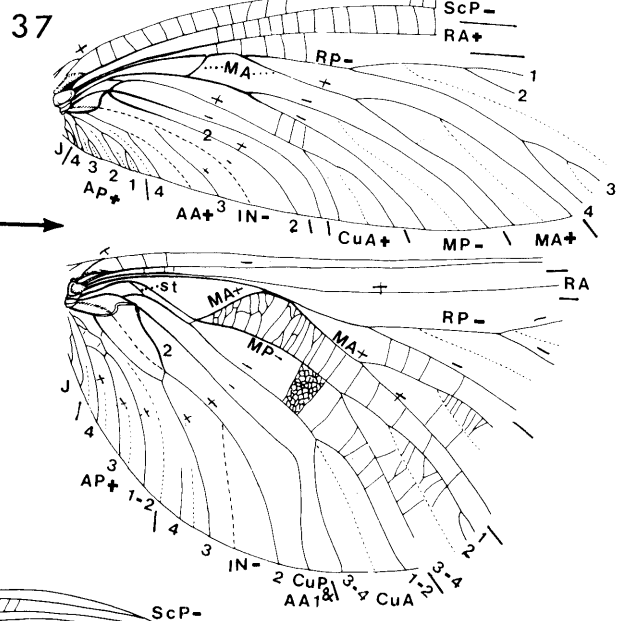 37
ScP-
RA+
RP-
MA
1
2
+
+
-
+
-
2
-
+
3
J/4 3 2 1 | 4
AP+
AA+ 3 IN- 2 CuA+ MP- MA+ 4
st
MA+
MP-
MA+
RA
RP-
-
+
2
J
4
3
AP+ 1-2 4
3
IN-
2 CuP & AA1
3-4 CuA 1-2 3-4
2 1
ScP-